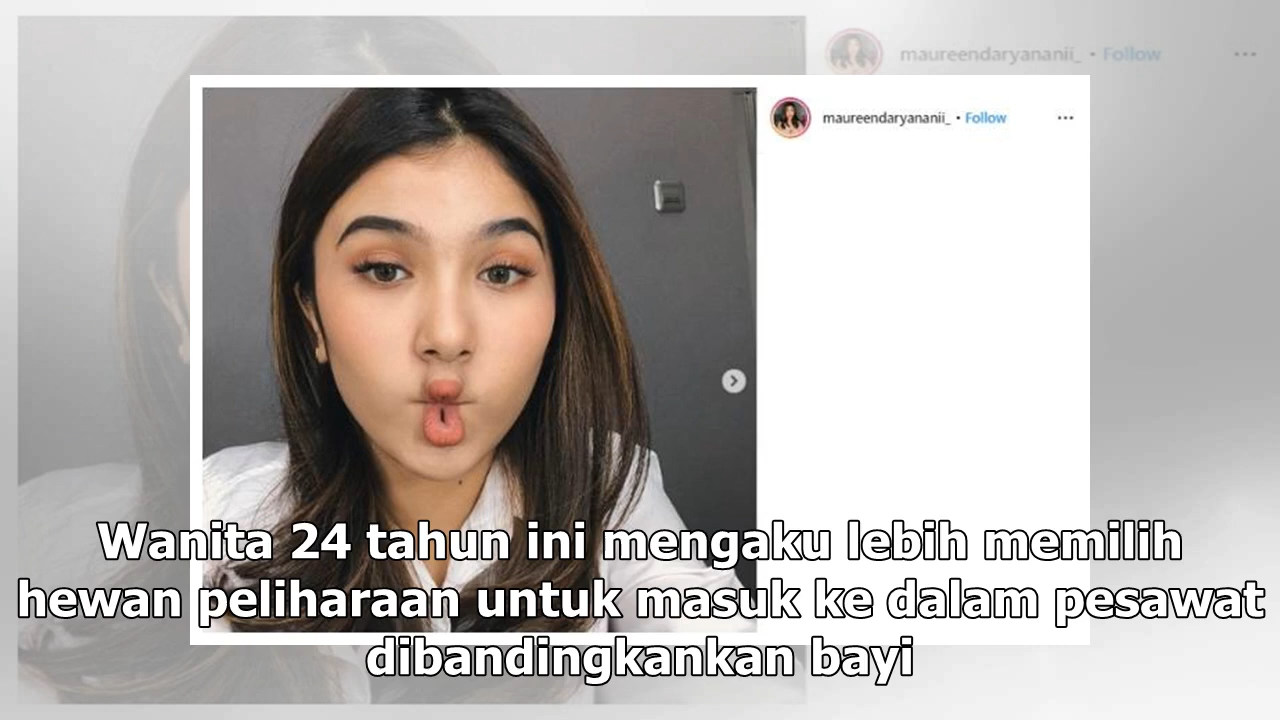 maureendaryananii_ • Follow
maureendaryananii_ • Follow
Wanita 24 tahun ini mengaku lebih memilih
hewan peliharaan untuk masuk ke dalam pesawat
dibandingkankan bayi